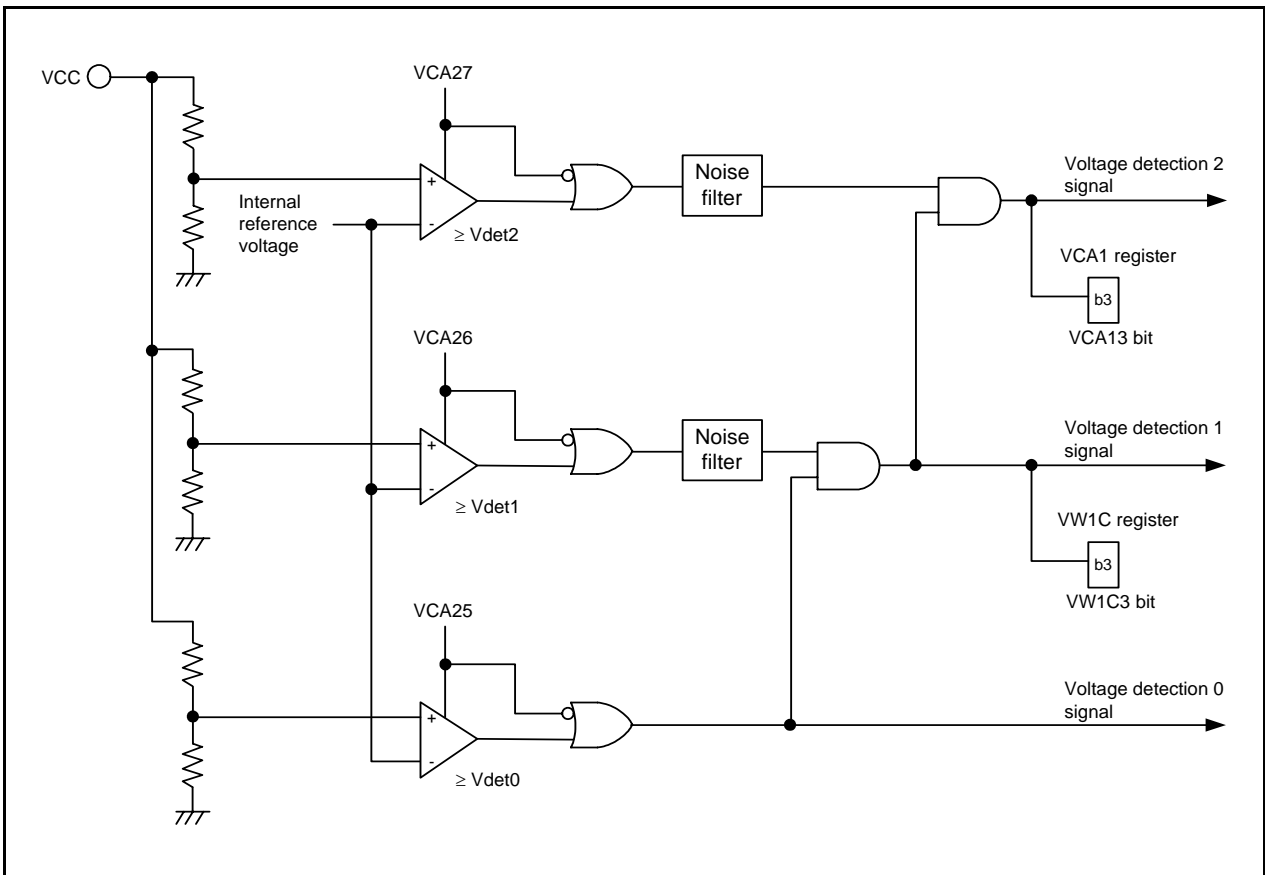 VCC
VCA27
+
-
Internal
reference
voltage
≥ Vdet2
Noise
filter
Voltage detection 2
signal
VCA1 register
b3
VCA13 bit
VCA26
+
-
≥ Vdet1
Noise
filter
Voltage detection 1
signal
VW1C register
b3
VW1C3 bit
VCA25
+
-
≥ Vdet0
Voltage detection 0
signal